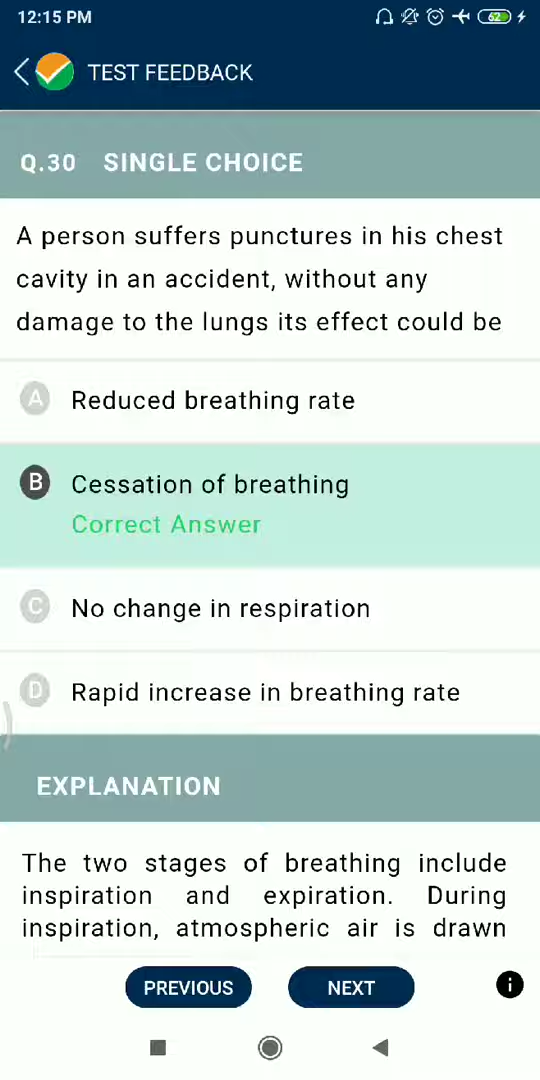 12:15 PM
62
TEST FEEDBACK
Q.30 SINGLE CHOICE
A person suffers punctures in his chest
cavity in an accident, without any
damage to the lungs its effect could be
A Reduced breathing rate
B Cessation of breathing
Correct Answer
C No change in respiration
D Rapid increase in breathing rate
EXPLANATION
The two stages of breathing include
inspiration and expiration. During
inspiration, atmospheric air is drawn
PREVIOUS NEXT